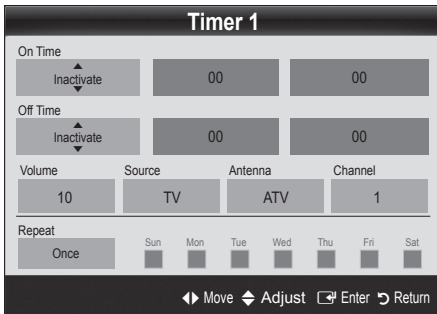 Timer 1
On Time
Inactivate 00 00
Off Time
Inactivate 00 00
Volume Source Antenna Channel
10 TV ATV 1
Repeat
Once Sun Mon Tue Wed Thu Fri Sat
Move Adjust Enter Return